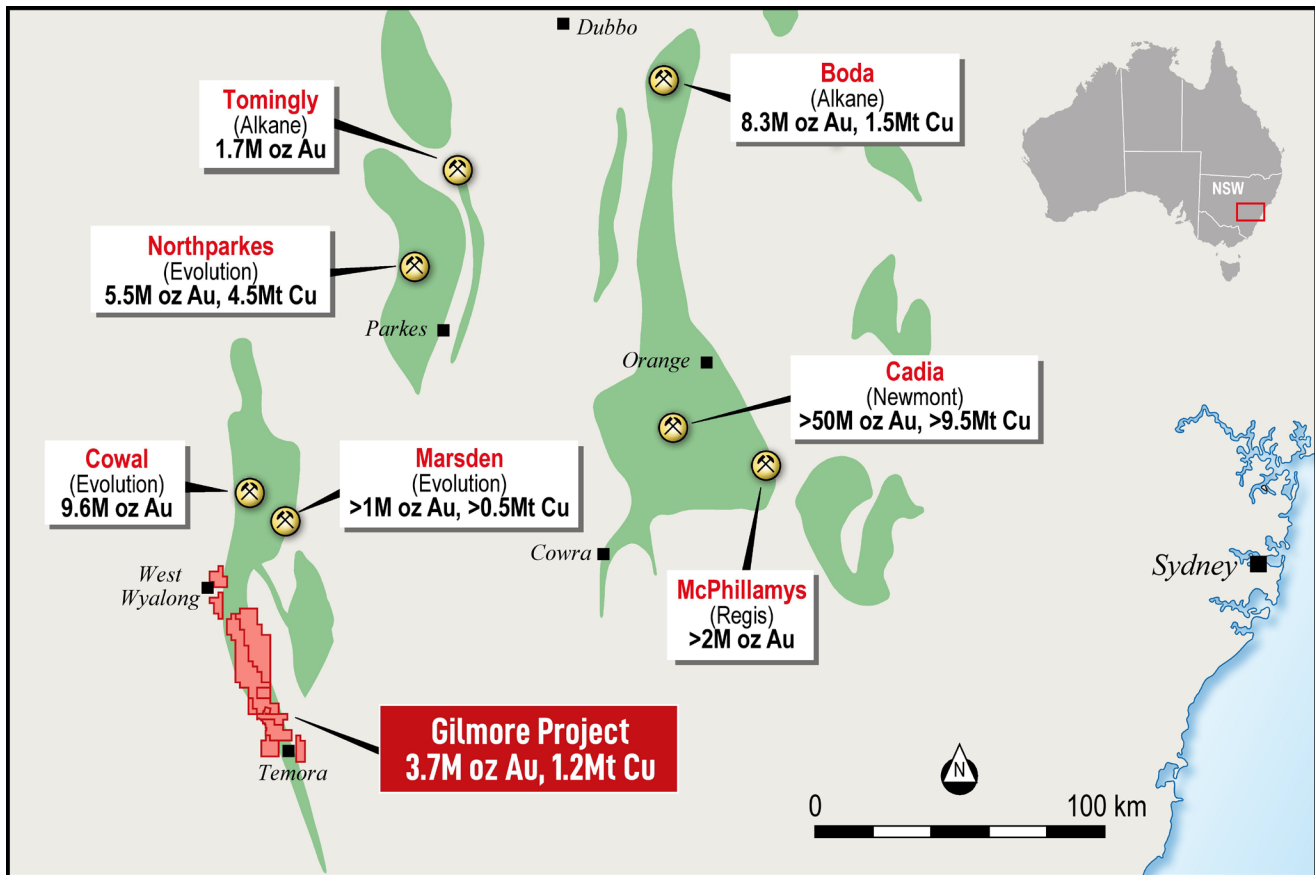 Dubbo
Tomingly
(Alkane)
1.7M oz Au
Boda
(Alkane)
8.3M oz Au, 1.5Mt Cu
NSW
Northparkes
(Evolution)
5.5M oz Au, 4.5Mt Cu
Parkes
Orange
Cadia
(Newmont)
>50M oz Au, >9.5Mt Cu
Cowal
(Evolution)
9.6M oz Au
Marsden
(Evolution)
>1M oz Au, >0.5Mt Cu
Cowra
West
Wyalong
McPhillamys
(Regis)
>2M oz Au
Sydney
Gilmore Project
3.7M oz Au, 1.2Mt Cu
Temora
N
0
100 km